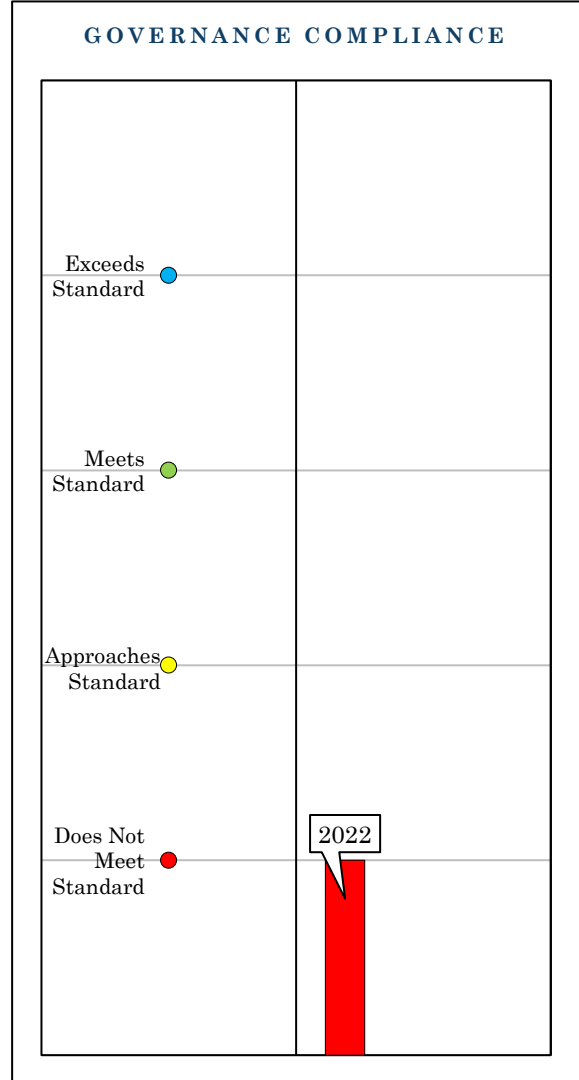 GOVERNANCE COMPLIANCE
Exceeds
Standard
Meets
Standard
Approaches
Standard
Does Not
Meet
Standard
2022